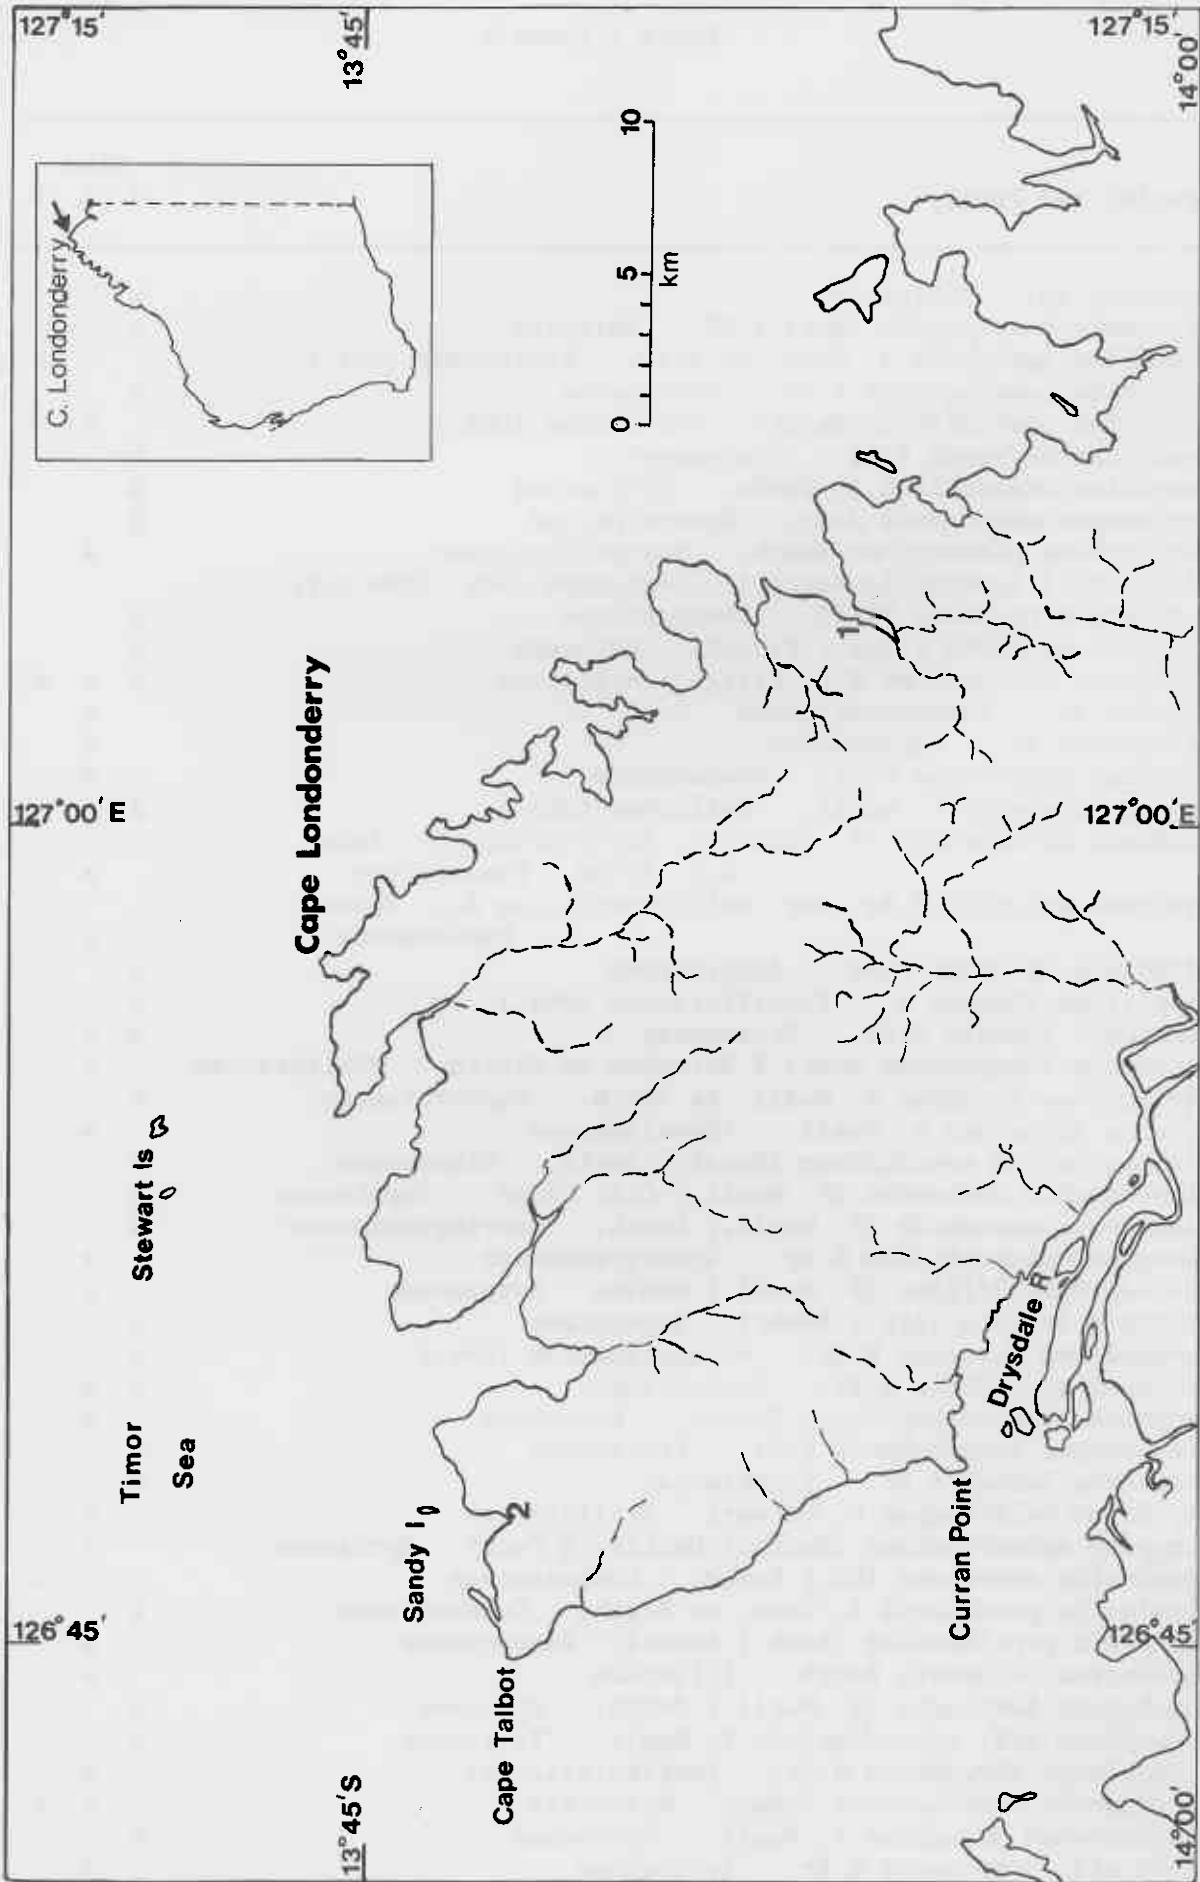 127°15'
127°15'
13°45'
14°00'
C. Londonderry
0 5 10
km
Cape Londonderry
127°00'E
127°00'E
1
Stewart Is
Timor
Sea
Drysdale R
Sandy I
2
Curran Point
126°45'
126°45'
Cape Talbot
13°45'S
14°00'